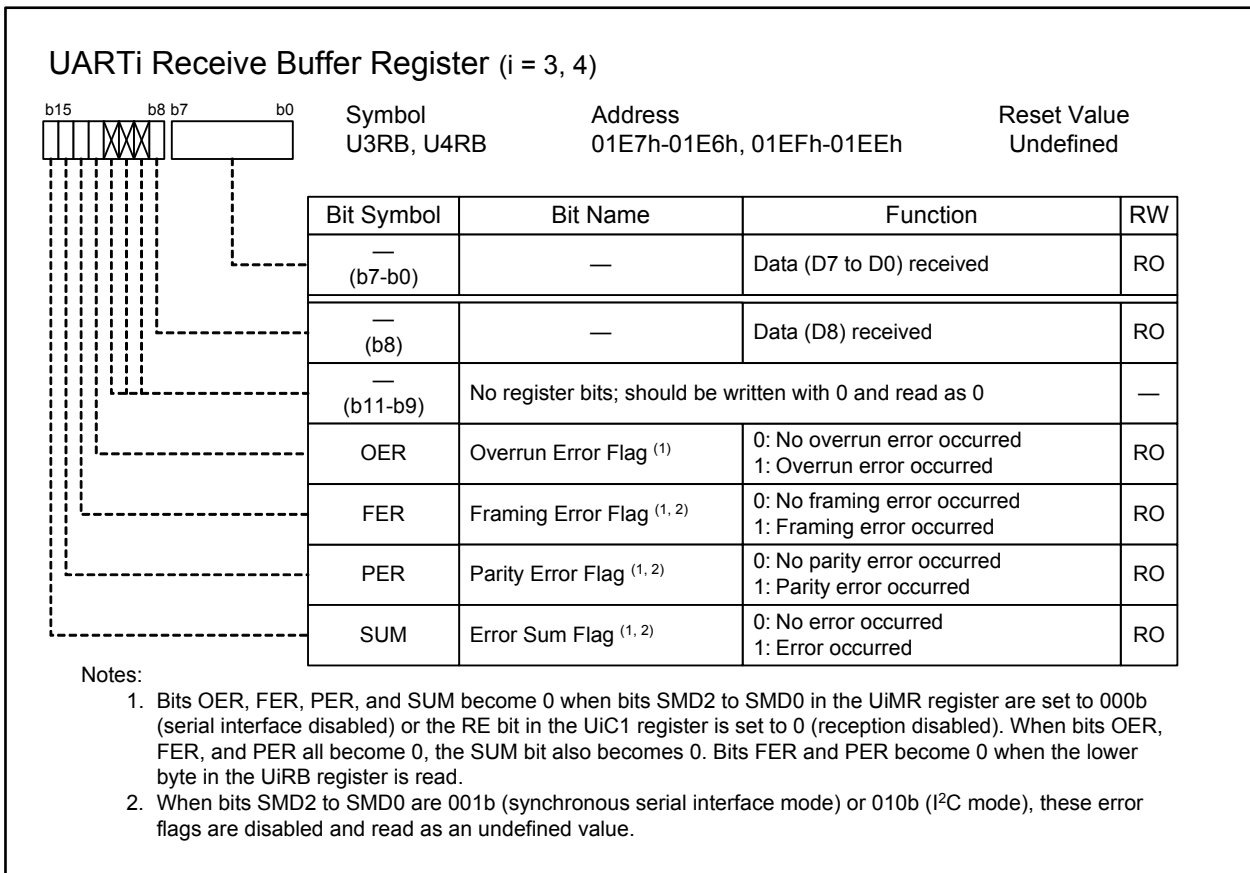 UARTi Receive Buffer Register (i = 3, 4)
b15 b8 b7 b0
Symbol Address Reset Value
U3RB, U4RB 01E7h-01E6h, 01EFh-01EEh Undefined
Bit Symbol Bit Name Function RW
— (b7-b0) — Data (D7 to D0) received RO
— (b8) — Data (D8) received RO
— (b11-b9) No register bits; should be written with 0 and read as 0 —
OER Overrun Error Flag (1) 0: No overrun error occurred
1: Overrun error occurred RO
FER Framing Error Flag (1, 2) 0: No framing error occurred
1: Framing error occurred RO
PER Parity Error Flag (1, 2) 0: No parity error occurred
1: Parity error occurred RO
SUM Error Sum Flag (1, 2) 0: No error occurred
1: Error occurred RO
Notes:
1. Bits OER, FER, PER, and SUM become 0 when bits SMD2 to SMD0 in the UiMR register are set to 000b
(serial interface disabled) or the RE bit in the UiC1 register is set to 0 (reception disabled). When bits OER,
FER, and PER all become 0, the SUM bit also becomes 0. Bits FER and PER become 0 when the lower
byte in the UiRB register is read.
2. When bits SMD2 to SMD0 are 001b (synchronous serial interface mode) or 010b (I²C mode), these error
flags are disabled and read as an undefined value.